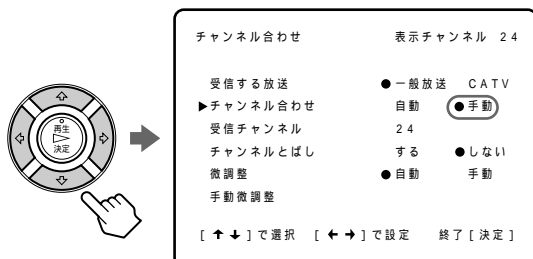 チャンネル合わせ 表示チャンネル 24
受信する放送 ●一般放送 CATV
▶チャンネル合わせ 自動 ●手動
受信チャンネル 24
チャンネルとばし する ●しない
微調整 ●自動 手動
手動微調整
[↑↓]で選択 [←→]で設定 終了[決定]
再生
決定